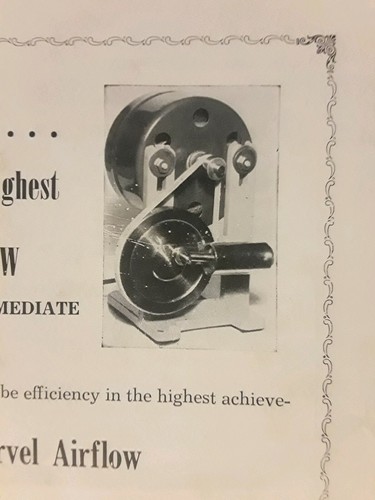 . . . .
ghest
W
MEDIATE
be efficiency in the highest achieve-
rvel Airflow